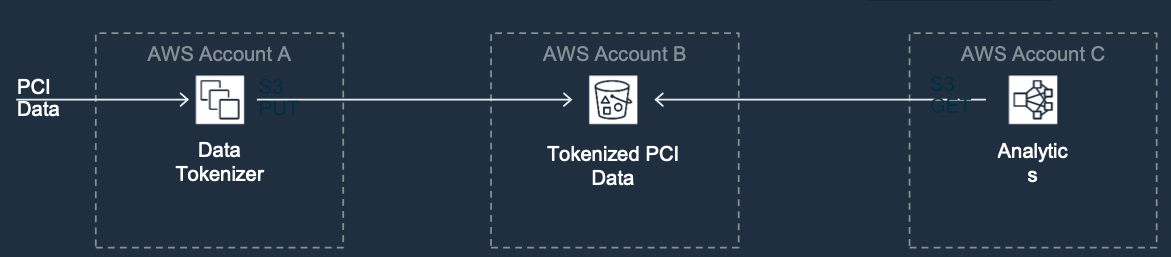 AWS Account A
AWS Account B
AWS Account C
PCI
Data
S3
PUT
S3
GET
Data
Tokenizer
Tokenized PCI
Data
Analytic
s